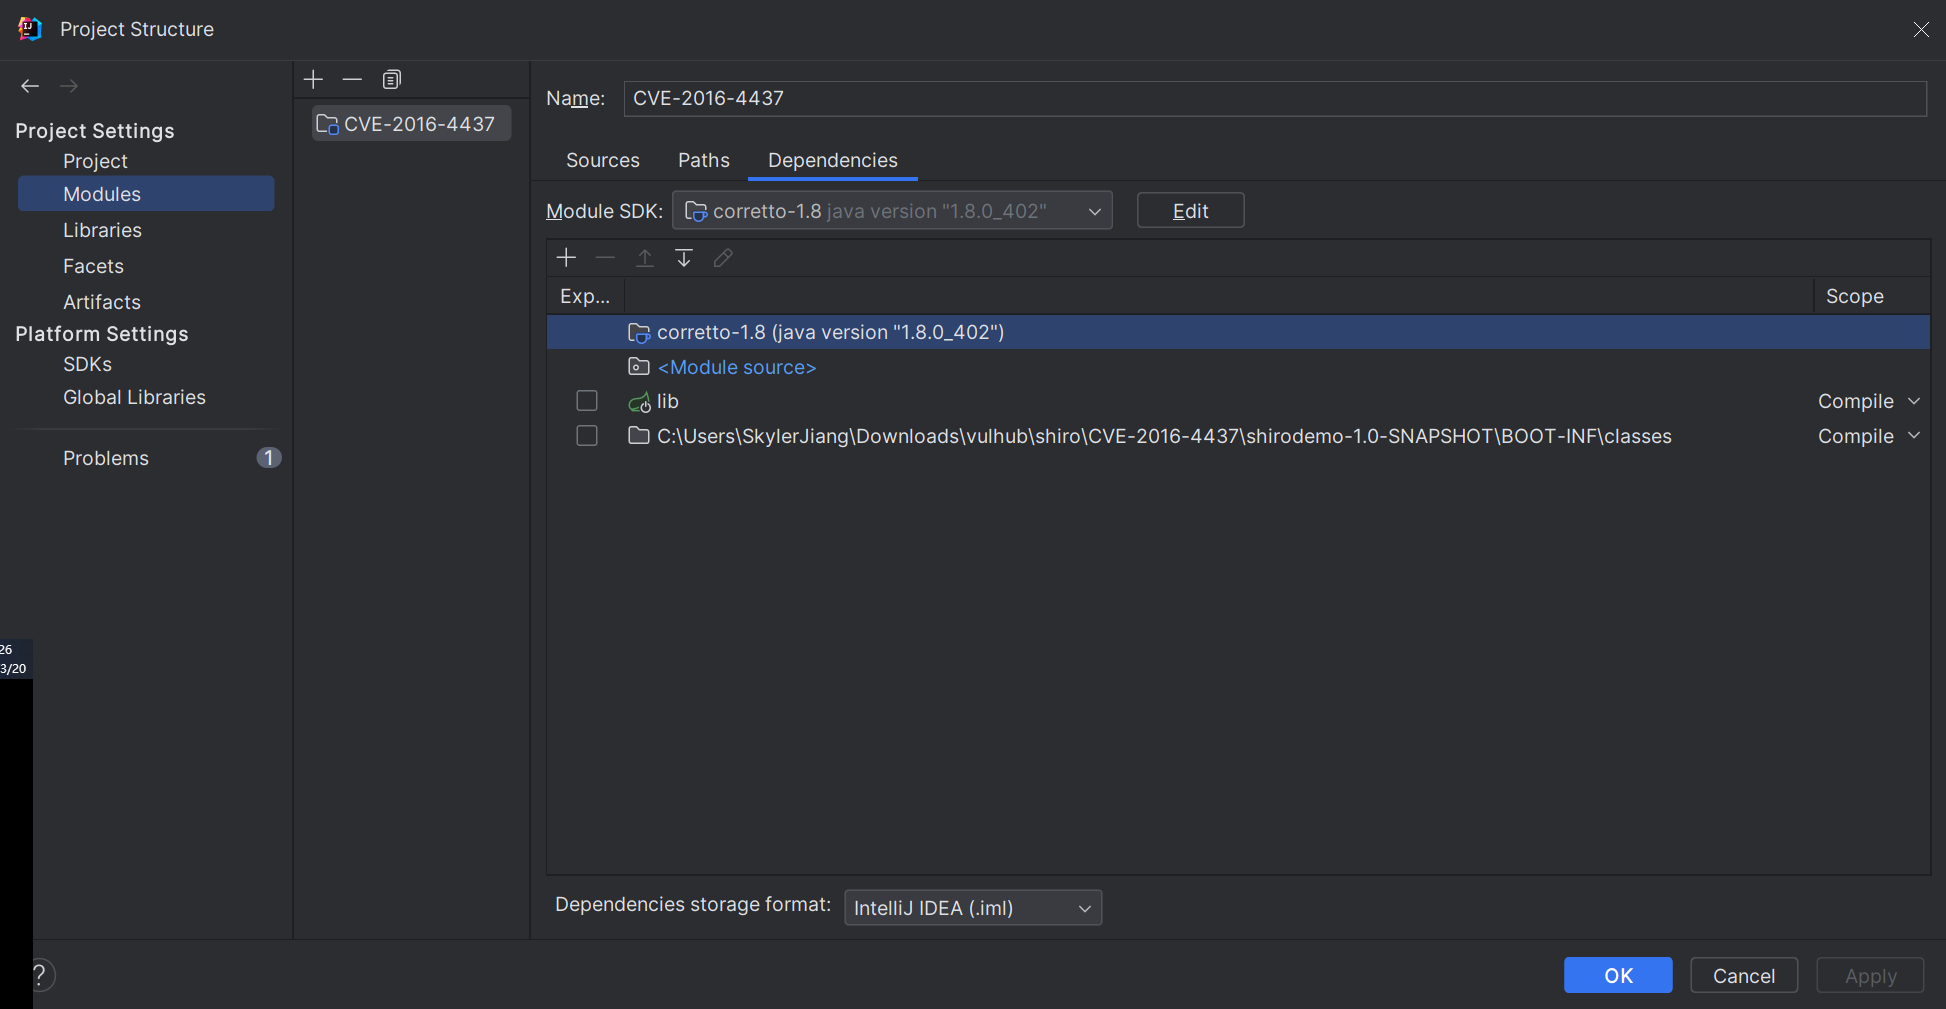 Project Structure
Project Settings
Project
Modules
Libraries
Facets
Artifacts
Platform Settings
SDKs
Global Libraries
Problems 1
CVE-2016-4437
Name: CVE-2016-4437
Sources Paths Dependencies
Module SDK: corretto-1.8 java version "1.8.0_402" Edit
Exp... Scope
corretto-1.8 (java version "1.8.0_402")
<Module source>
lib Compile
C:\Users\SkylerJiang\Downloads\vulhub\shiro\CVE-2016-4437\shirodemo-1.0-SNAPSHOT\BOOT-INF\classes Compile
26
3/20
Dependencies storage format: IntelliJ IDEA (.iml)
?
OK Cancel Apply